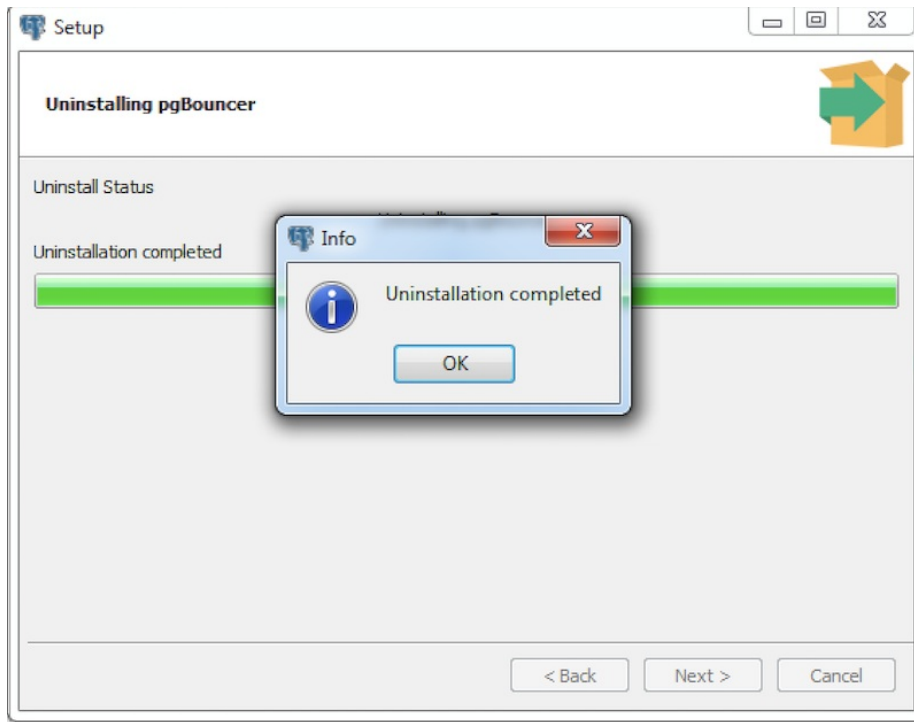 Setup
Uninstalling pgBouncer
Uninstall Status
Uninstallation completed
Info
Uninstallation completed
OK
< Back
Next >
Cancel